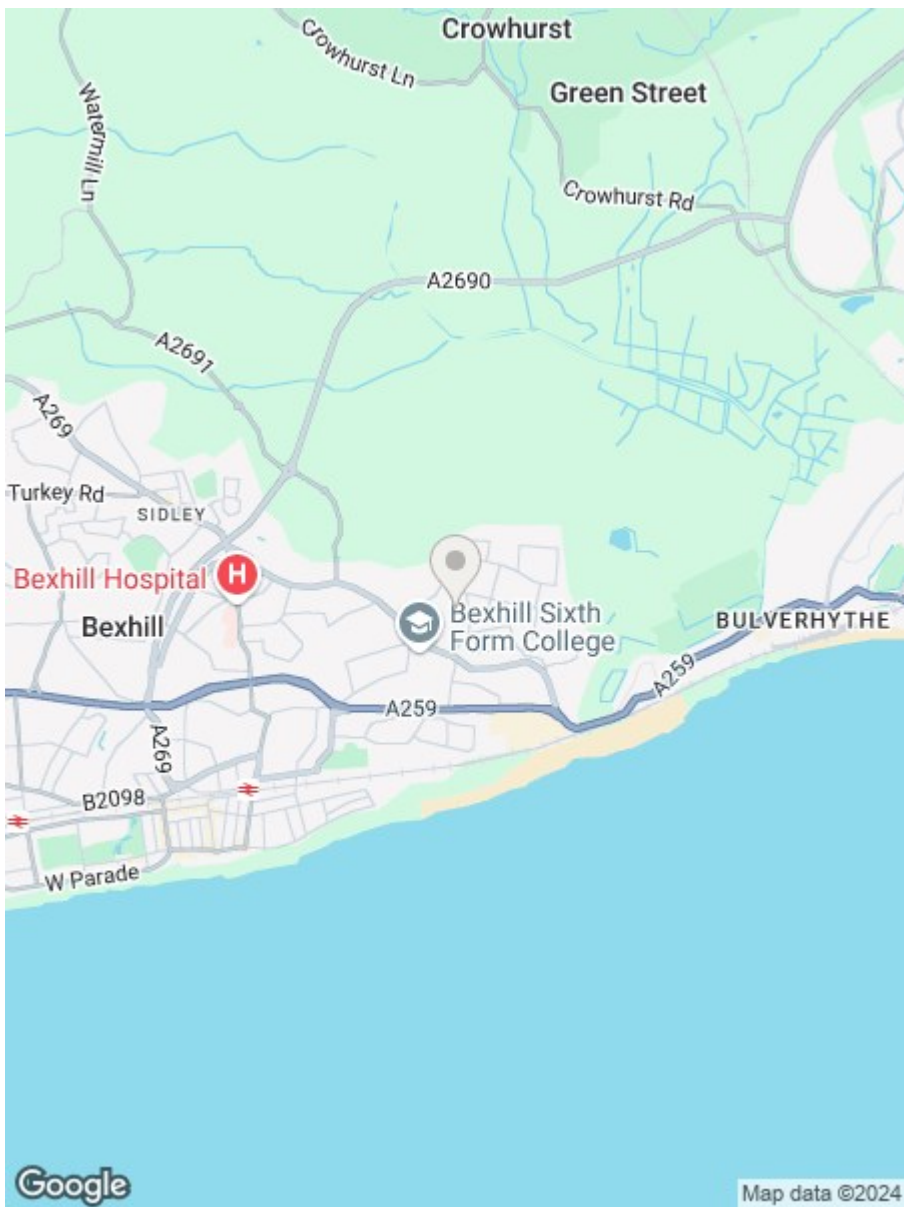 Crowhurst
Crowhurst Ln
Green Street
Watermill Ln
Crowhurst Rd
A2690
A2691
A269
Turkey Rd
SIDLEY
Bexhill Hospital
H
Bexhill Sixth
Form College
Bexhill
BULVERHYTHE
A259
A259
A269
B2098
W Parade
Google
Map data ©2024